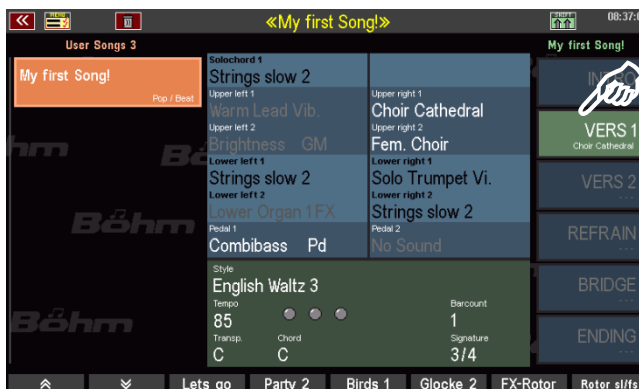 MENU
«My first Song!»
SHIFT
08:37:
User Songs 3
My first Song!
My first Song!
Pop / Beat
Solochord 1
Strings slow 2
Upper left 1
Warm Lead Vib.
Upper right 1
Choir Cathedral
Upper left 2
Brightness GM
Upper right 2
Fem. Choir
Lower left 1
Strings slow 2
Lower right 1
Solo Trumpet Vi.
Lower left 2
Lower Organ 1 FX
Lower right 2
Strings slow 2
Pedal 1
Combibass Pd
Pedal 2
No Sound
Style
English Waltz 3
Tempo
85
Barcount
1
Transp.
C
Chord
C
Signature
3/4
VERS 1
Choir Cathedral
VERS 2
REFRAIN
BRIDGE
ENDING
Böhm
Lets go
Party 2
Birds 1
Glocke 2
FX-Rotor
Rotor sl/fs